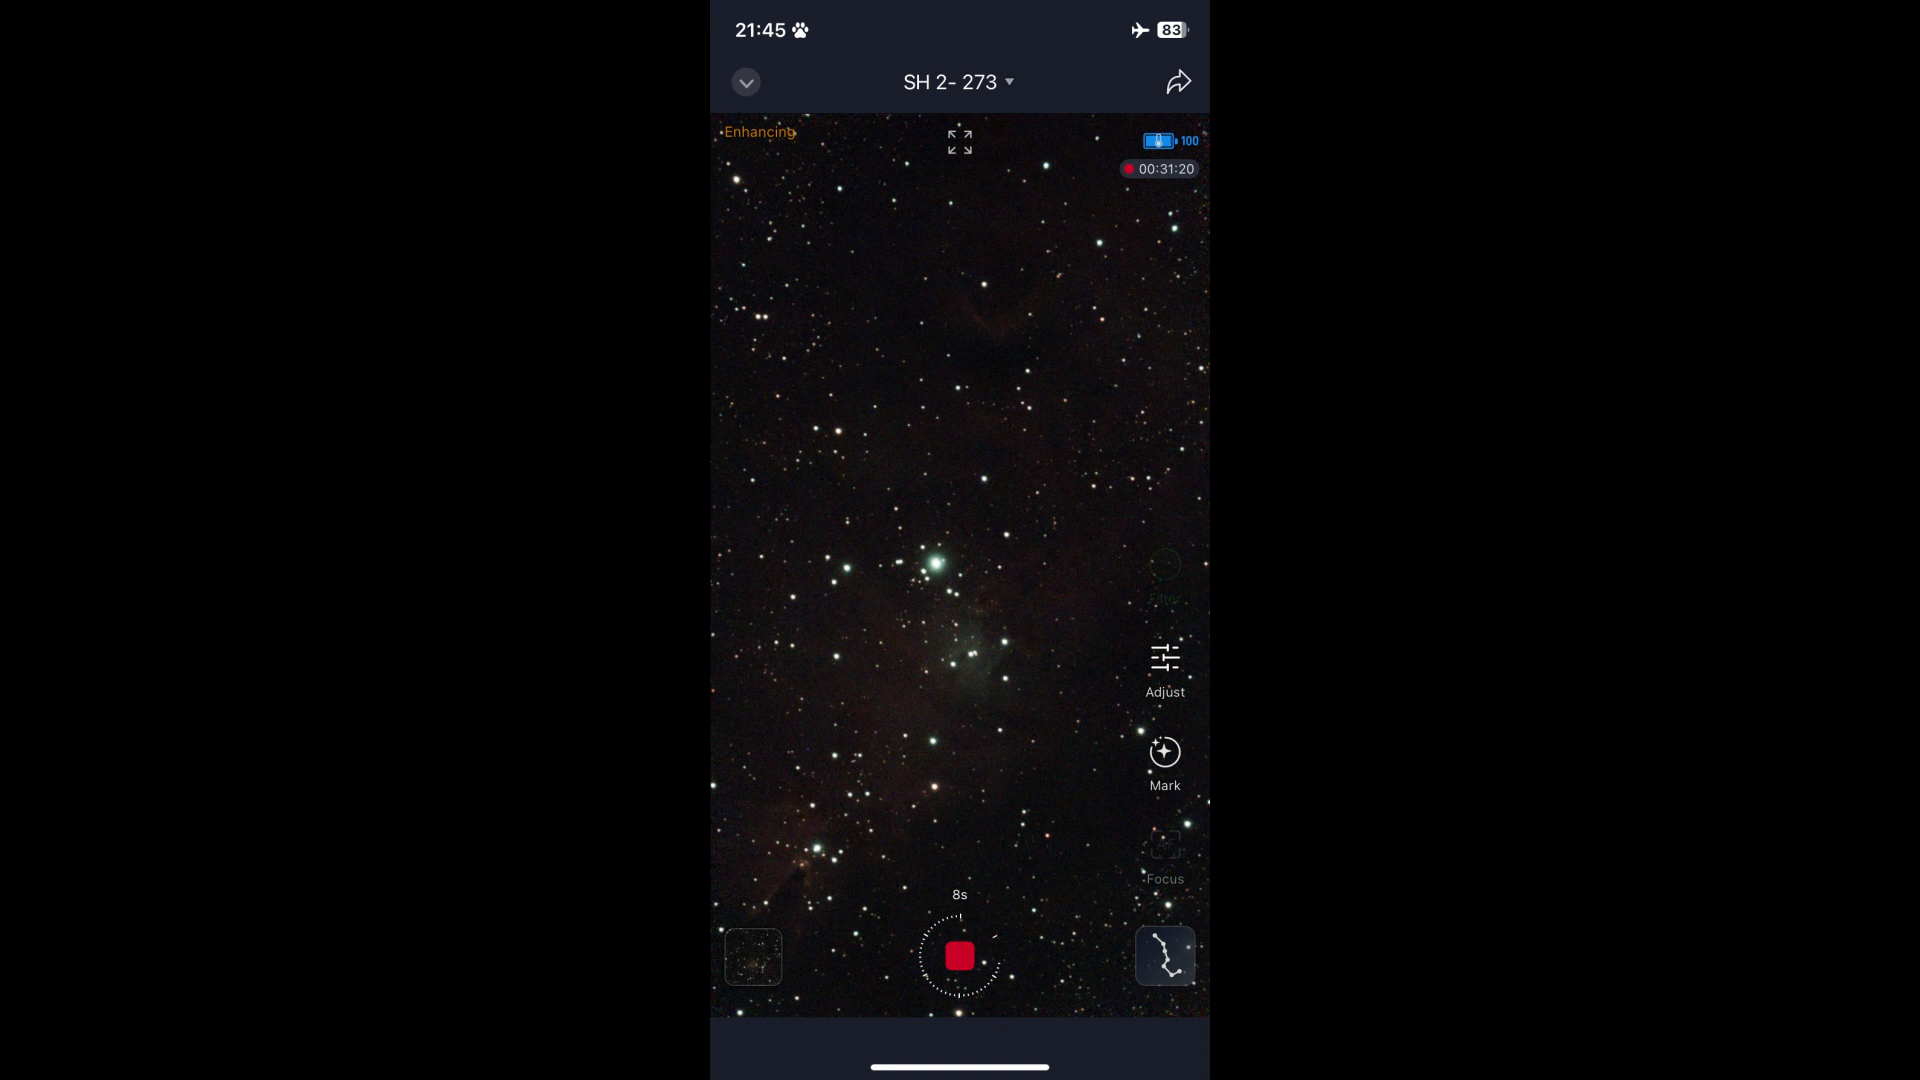 21:45 83
SH 2- 273
Enhancing
100
00:31:20
Filter
Adjust
Mark
Focus
8s